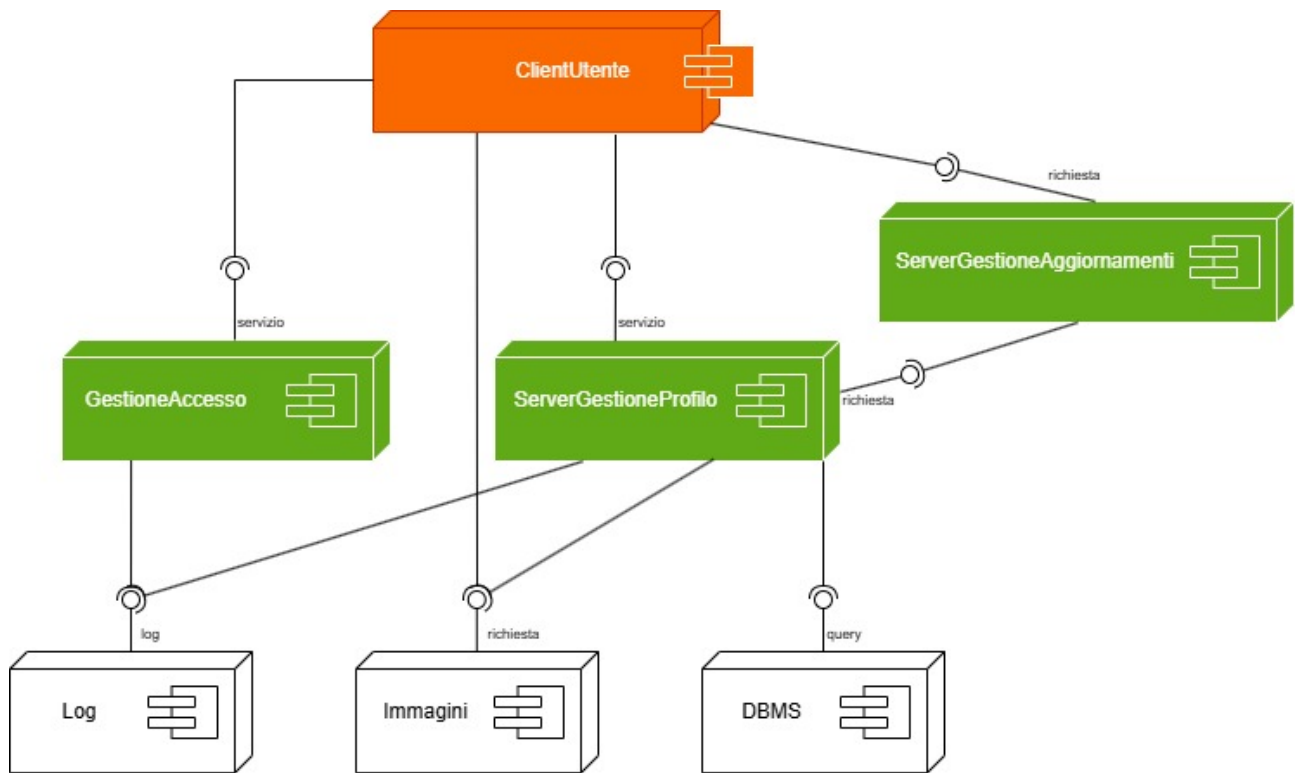 ClientUtente
richiesta
ServerGestioneAggiornamenti
servizio
servizio
GestioneAccesso
ServerGestioneProfilo
richiesta
log
richiesta
query
Log
Immagini
DBMS